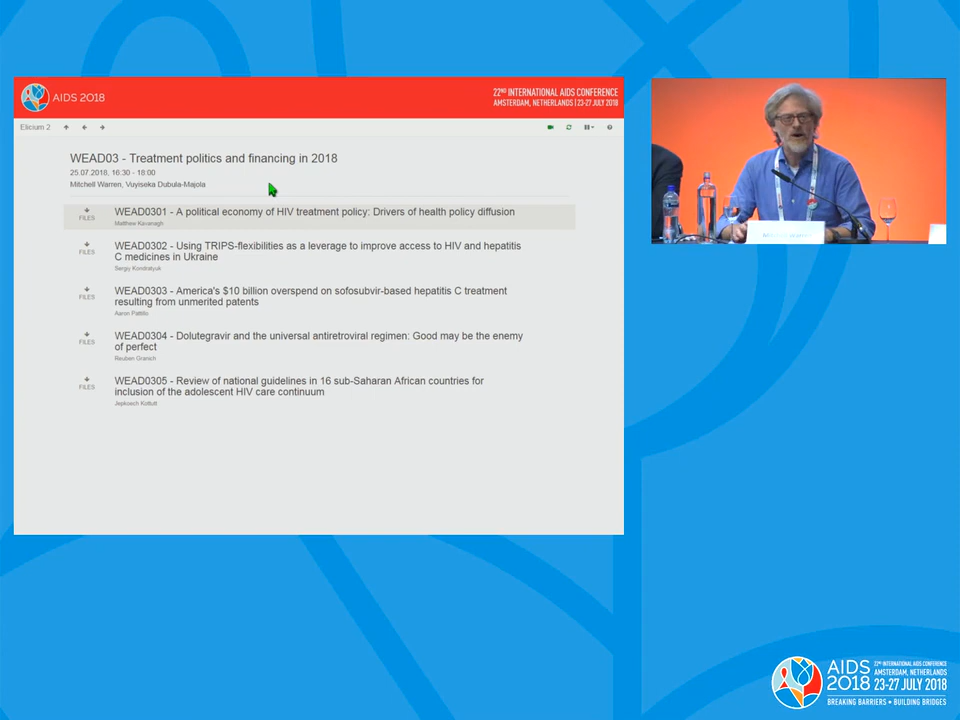 AIDS 2018
22ND INTERNATIONAL AIDS CONFERENCE
AMSTERDAM, NETHERLANDS | 23-27 JULY 2018
Elicium 2
WEAD03 - Treatment politics and financing in 2018
25.07.2018, 16:30 - 18:00
Mitchell Warren, Vuyiseka Dubula-Majola
FILES
WEAD0301 - A political economy of HIV treatment policy: Drivers of health policy diffusion
Matthew Kavanagh
FILES
WEAD0302 - Using TRIPS-flexibilities as a leverage to improve access to HIV and hepatitis
C medicines in Ukraine
Sergiy Kondratyuk
FILES
WEAD0303 - America's $10 billion overspend on sofosubvir-based hepatitis C treatment
resulting from unmerited patents
Aaron Pattillo
FILES
WEAD0304 - Dolutegravir and the universal antiretroviral regimen: Good may be the enemy
of perfect
Reuben Granich
FILES
WEAD0305 - Review of national guidelines in 16 sub-Saharan African countries for
inclusion of the adolescent HIV care continuum
Jepkoech Kottutt
AIDS
2018
22ND INTERNATIONAL AIDS CONFERENCE
AMSTERDAM, NETHERLANDS
23-27 JULY 2018
BREAKING BARRIERS • BUILDING BRIDGES